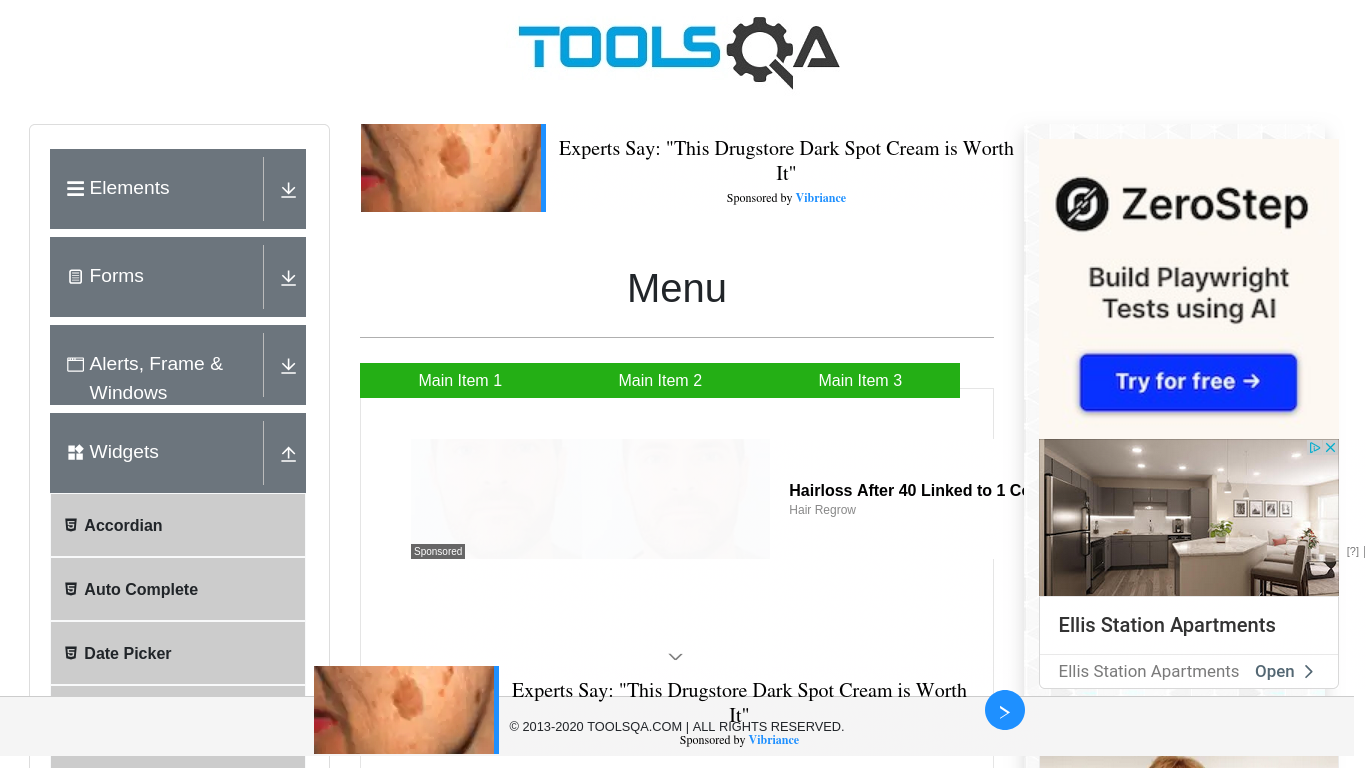 TOOLSQA
Elements
Forms
Alerts, Frame &
Windows
Widgets
Accordian
Auto Complete
Date Picker
Experts Say: "This Drugstore Dark Spot Cream is Worth
It"
Sponsored by Vibriance
Menu
Main Item 1
Main Item 2
Main Item 3
Sponsored
Hairloss After 40 Linked to 1 Co
Hair Regrow
ZeroStep
Build Playwright
Tests using AI
Try for free →
Ellis Station Apartments
Ellis Station Apartments Open
[?] |
Experts Say: "This Drugstore Dark Spot Cream is Worth
It"
© 2013-2020 TOOLSQA.COM | ALL RIGHTS RESERVED.
Sponsored by Vibriance